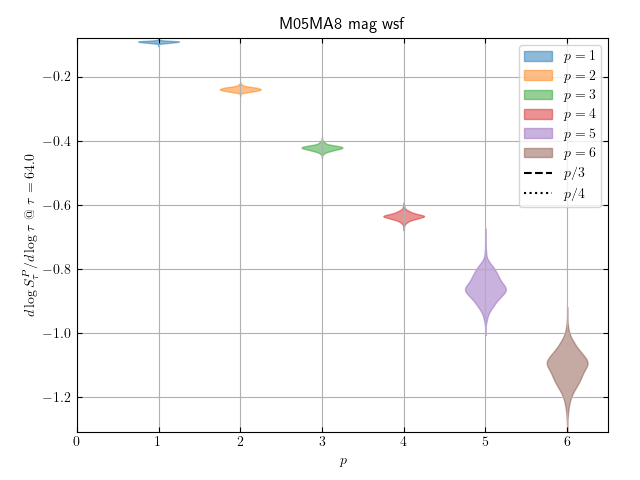 M05MA8 mag wsf
d log S_τ^P / d log τ @ τ = 64.0
−0.2
−0.4
−0.6
−0.8
−1.0
−1.2
0 1 2 3 4 5 6
p
p = 1
p = 2
p = 3
p = 4
p = 5
p = 6
p/3
p/4